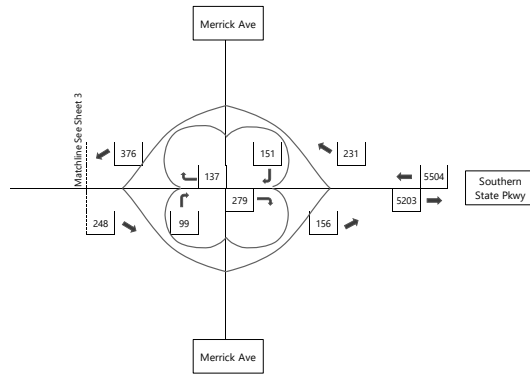 Merrick Ave
Matchline See Sheet 3
376
137
151
231
5504
Southern
State Pkwy
248
99
279
156
5203
Merrick Ave